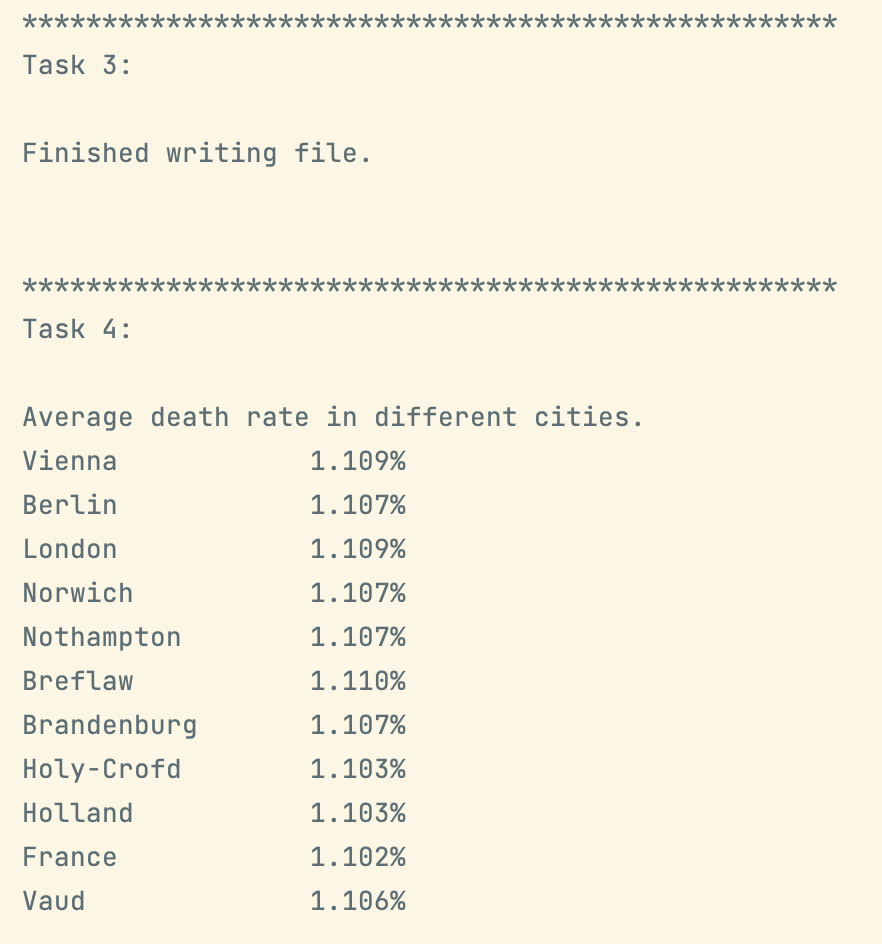 ***************************************************
Task 3:
Finished writing file.
***************************************************
Task 4:
Average death rate in different cities.
Vienna 1.109%
Berlin 1.107%
London 1.109%
Norwich 1.107%
Nothampton 1.107%
Breflaw 1.110%
Brandenburg 1.107%
Holy-Crofd 1.103%
Holland 1.103%
France 1.102%
Vaud 1.106%